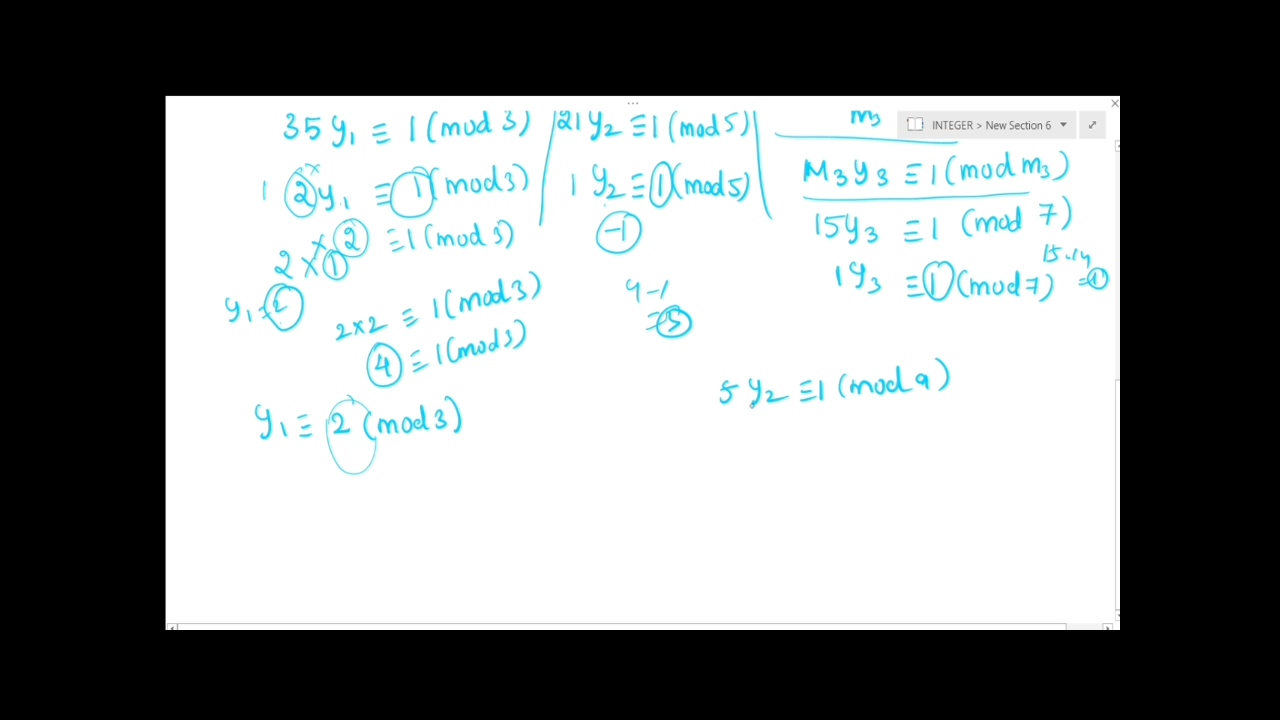 m₃
INTEGER > New Section 6
35 y₁ ≡ 1 (mod 3)
2 y₁ ≡ 1 (mod 3)
2 × 2 ≡ 1 (mod 3)
2 × 1
y₁ = 2
2×2 ≡ 1 (mod 3)
4 ≡ 1 (mod 3)
y₁ ≡ 2 (mod 3)
21 y₂ ≡ 1 (mod 5)
1 y₂ ≡ 1 (mod 5)
-1
4-1
M₃ y₃ ≡ 1 (mod m₃)
15 y₃ ≡ 1 (mod 7)
15-14
1 y₃ ≡ 1 (mod 7) = 1
5 y₂ ≡ 1 (mod 9)